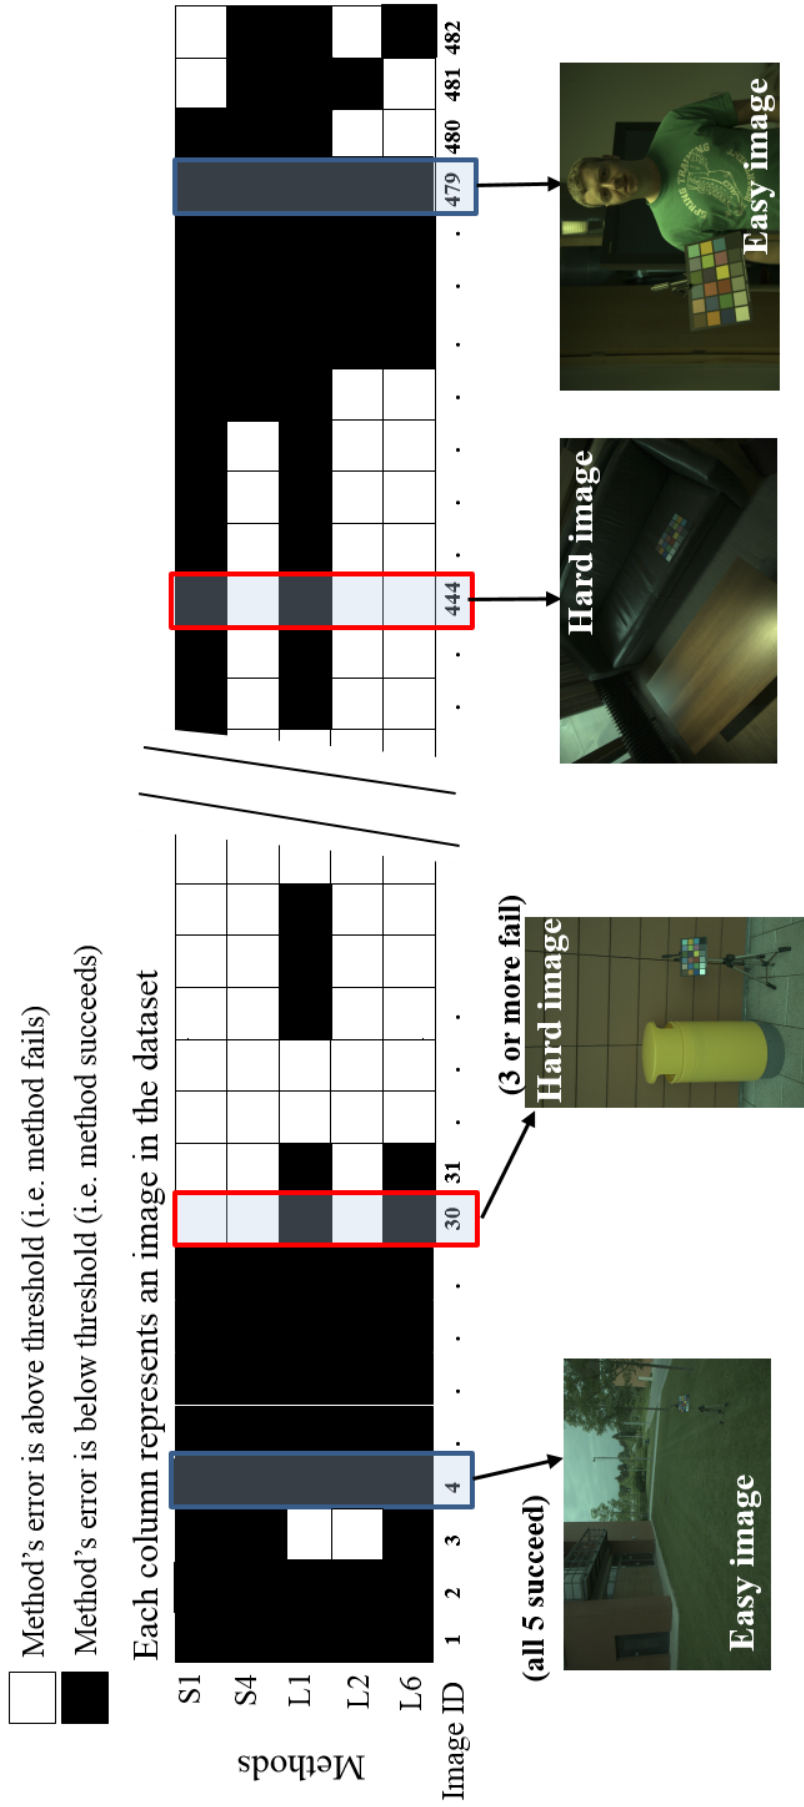 Method's error is above threshold (i.e. method fails)
Method's error is below threshold (i.e. method succeeds)
Each column represents an image in the dataset
Methods
S1
S4
L1
L2
L6
Image ID 1 2 3 4 . . . . 30 31 . . . . . 444 . . . . . . . 479 480 481 482
(all 5 succeed)
(3 or more fail)
Easy image
Hard image
Hard image
Easy image
SPRING TRAINING